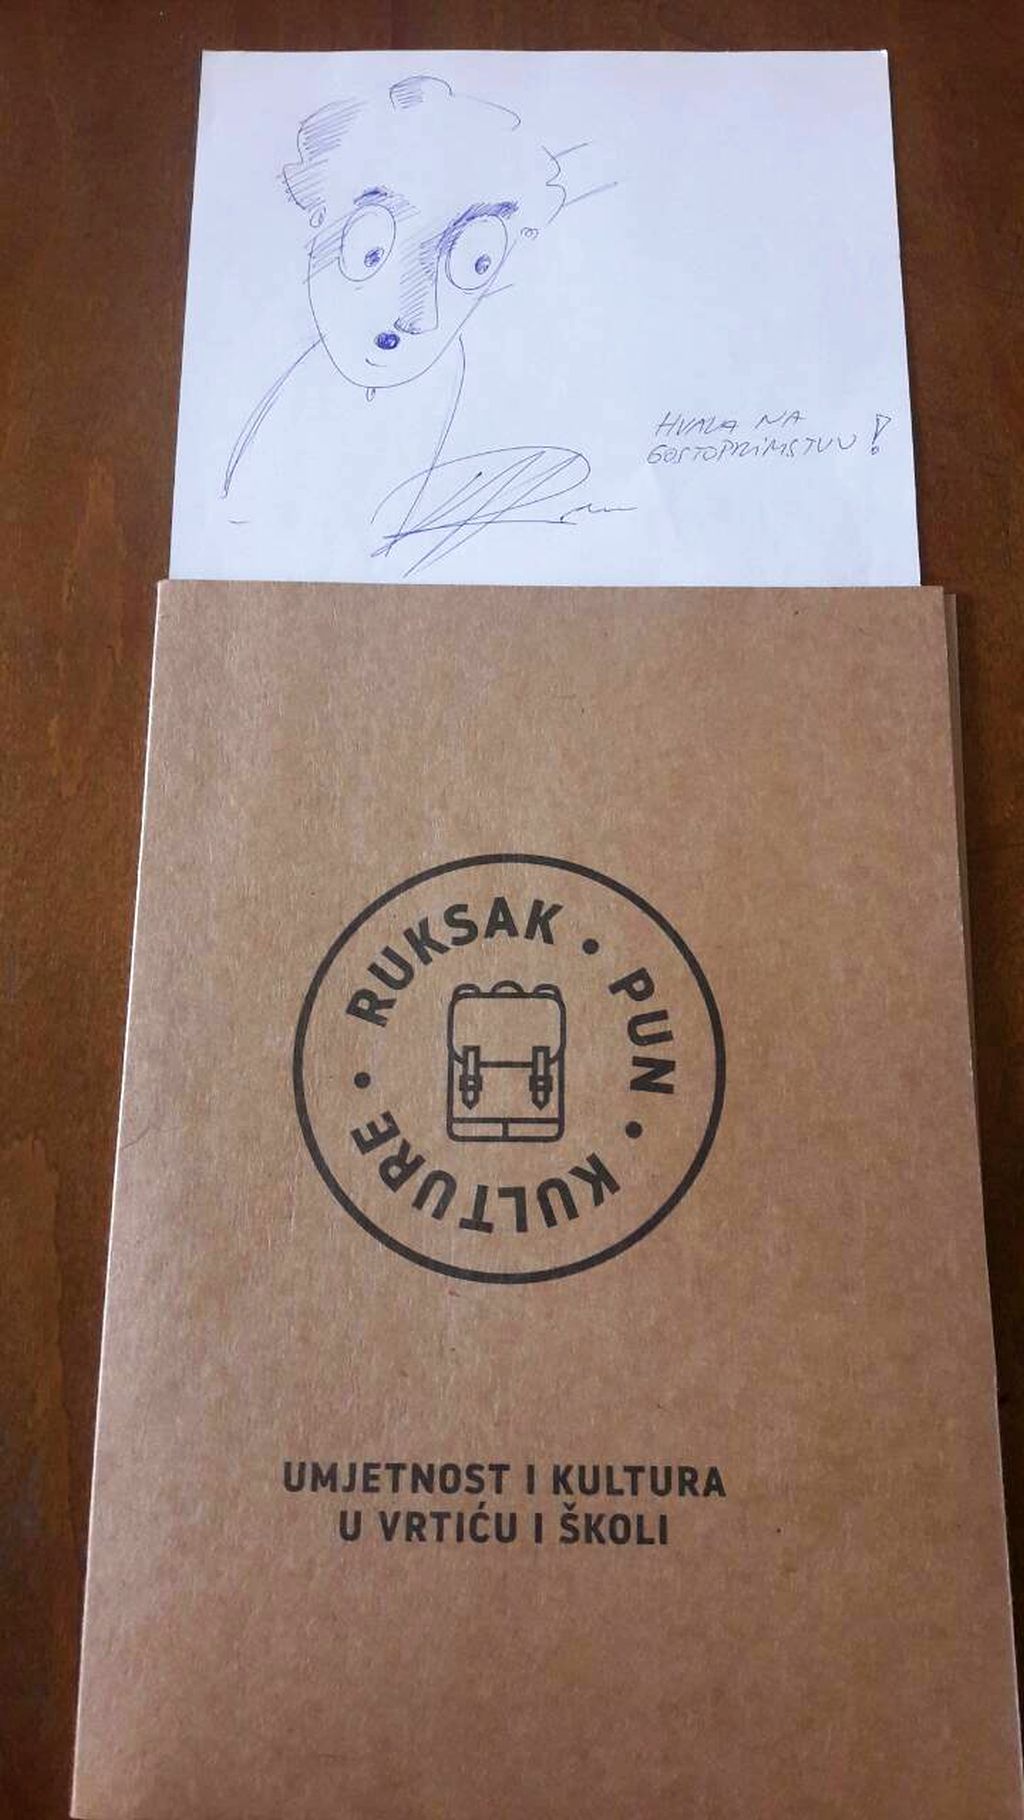 HVALA NA
GOSTOPRIMSTVU!
RUKSAK • PUN • KULTURE •
UMJETNOST I KULTURA
U VRTIĆU I ŠKOLI